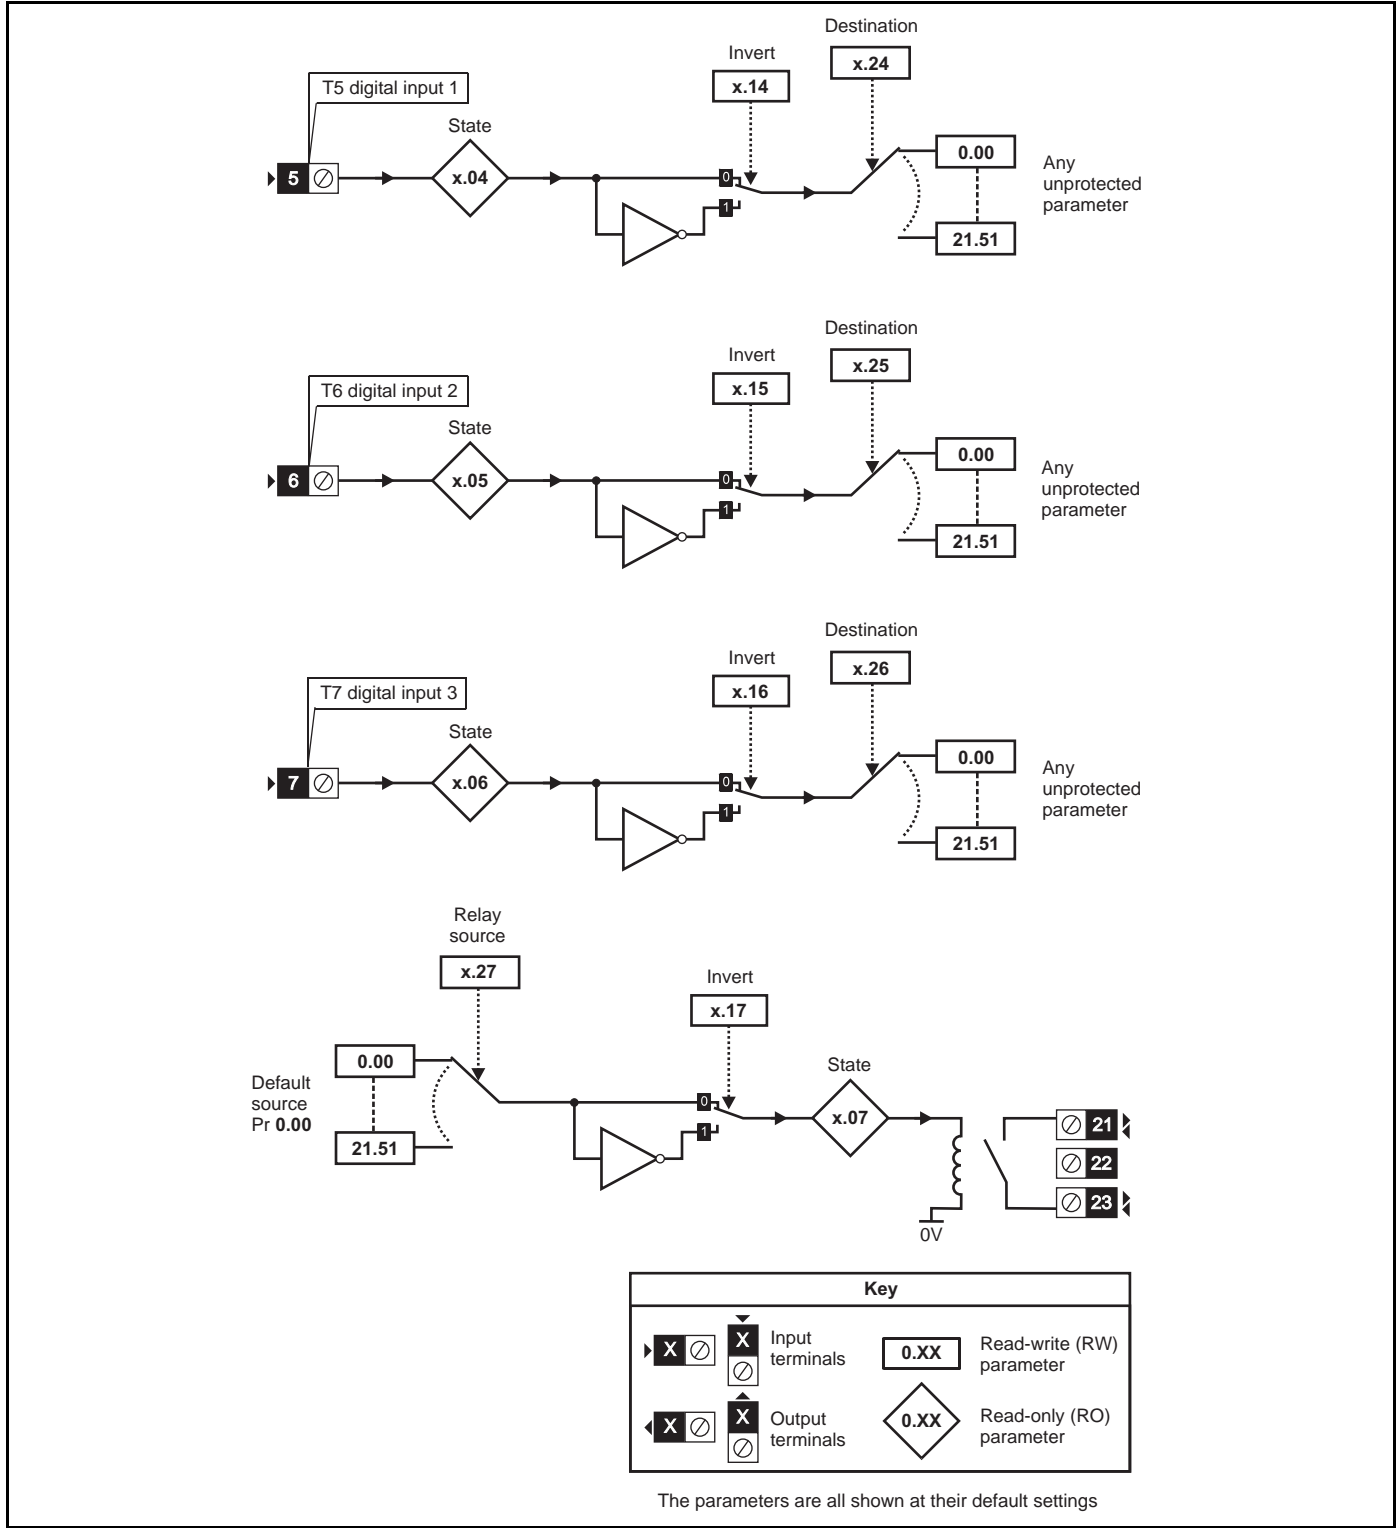 Destination
x.24
Invert
x.14
T5 digital input 1
State
5
x.04
0
1
0.00
21.51
Any
unprotected
parameter
Destination
x.25
Invert
x.15
T6 digital input 2
State
6
x.05
0
1
0.00
21.51
Any
unprotected
parameter
Destination
x.26
Invert
x.16
T7 digital input 3
State
7
x.06
0
1
0.00
21.51
Any
unprotected
parameter
Relay
source
x.27
Invert
x.17
Default
source
Pr 0.00
0.00
21.51
0
1
State
x.07
0V
21
22
23
Key
X
X
Input
terminals
0.XX
Read-write (RW)
parameter
X
X
Output
terminals
0.XX
Read-only (RO)
parameter
The parameters are all shown at their default settings